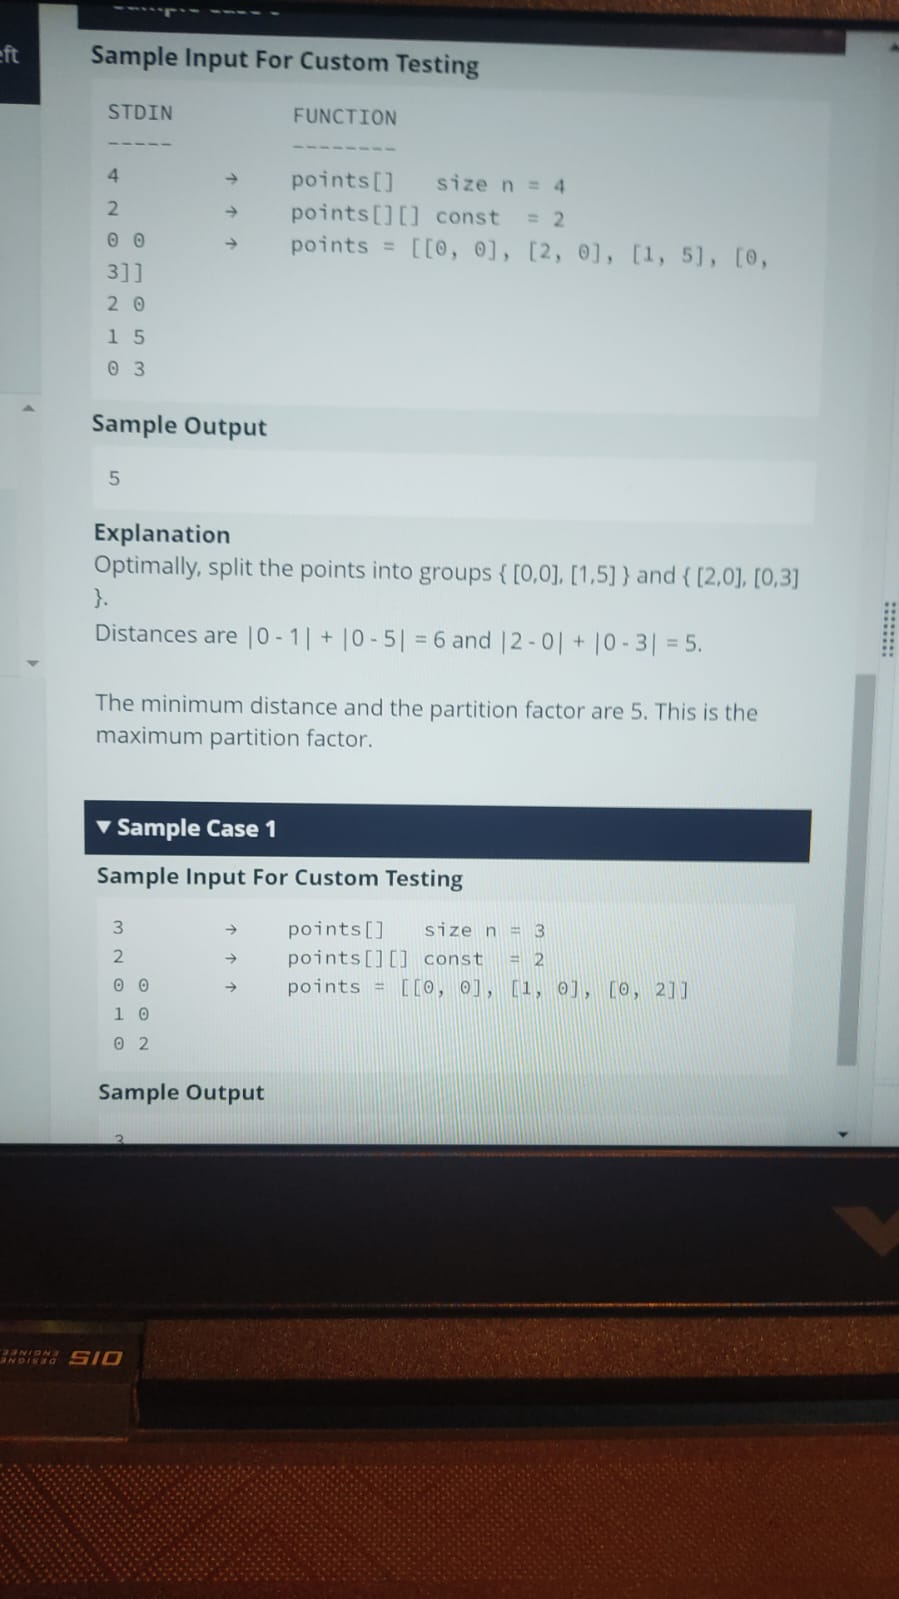 eft
Sample Input For Custom Testing
STDIN FUNCTION
----- --------
4 → points[] size n = 4
2 → points[][] const = 2
0 0 → points = [[0, 0], [2, 0], [1, 5], [0,
3]]
2 0
1 5
0 3
Sample Output
5
Explanation
Optimally, split the points into groups { [0,0], [1,5] } and { [2,0], [0,3]
}.
Distances are |0 - 1| + |0 - 5| = 6 and |2 - 0| + |0 - 3| = 5.
The minimum distance and the partition factor are 5. This is the
maximum partition factor.
▼ Sample Case 1
Sample Input For Custom Testing
3 → points[] size n = 3
2 → points[][] const = 2
0 0 → points = [[0, 0], [1, 0], [0, 2]]
1 0
0 2
Sample Output